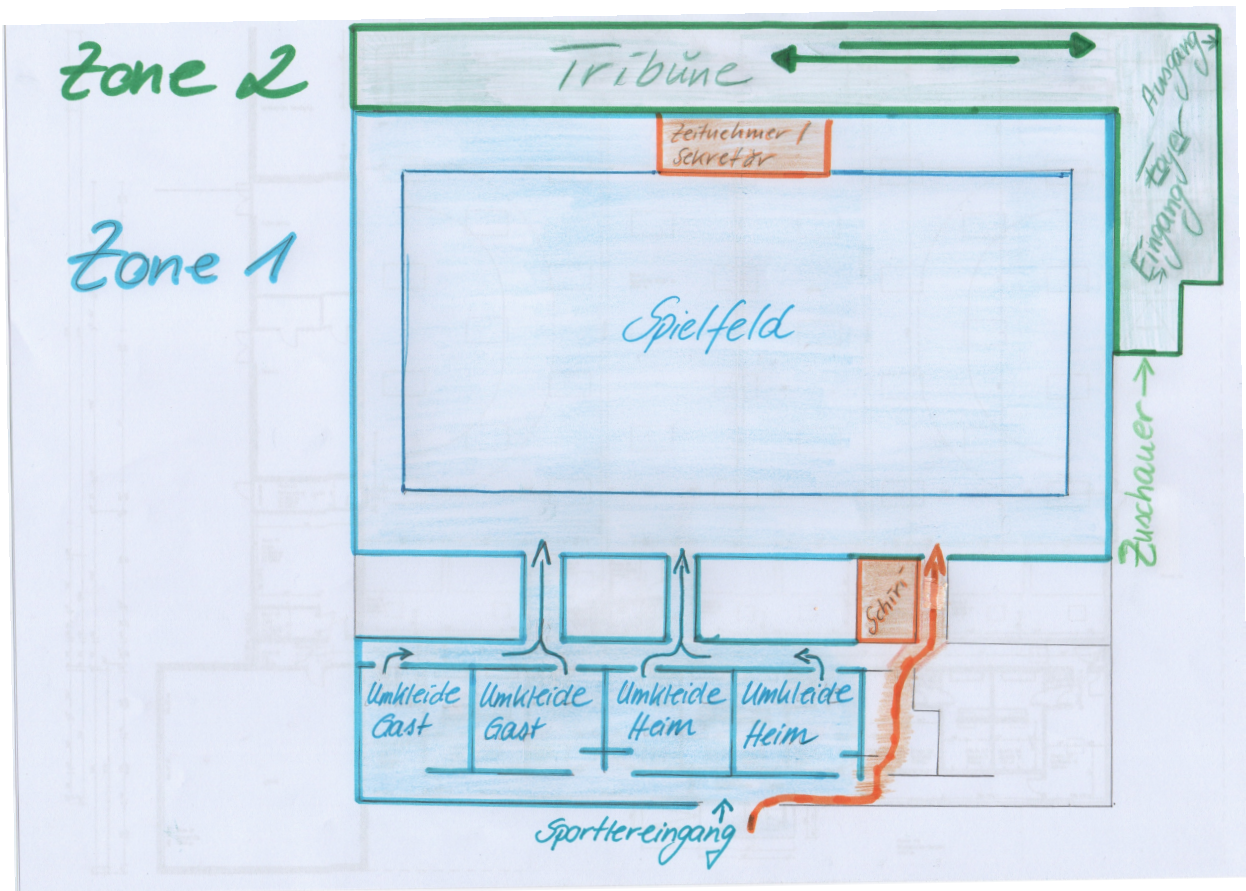 Zone 2
Tribüne
Ausgang
Foyer
Eingang
Zeitnehmer /
Sekretär
Zone 1
Spielfeld
Zuschauer
Schiri
Umkleide
Gast
Umkleide
Gast
Umkleide
Heim
Umkleide
Heim
Sportlereingang